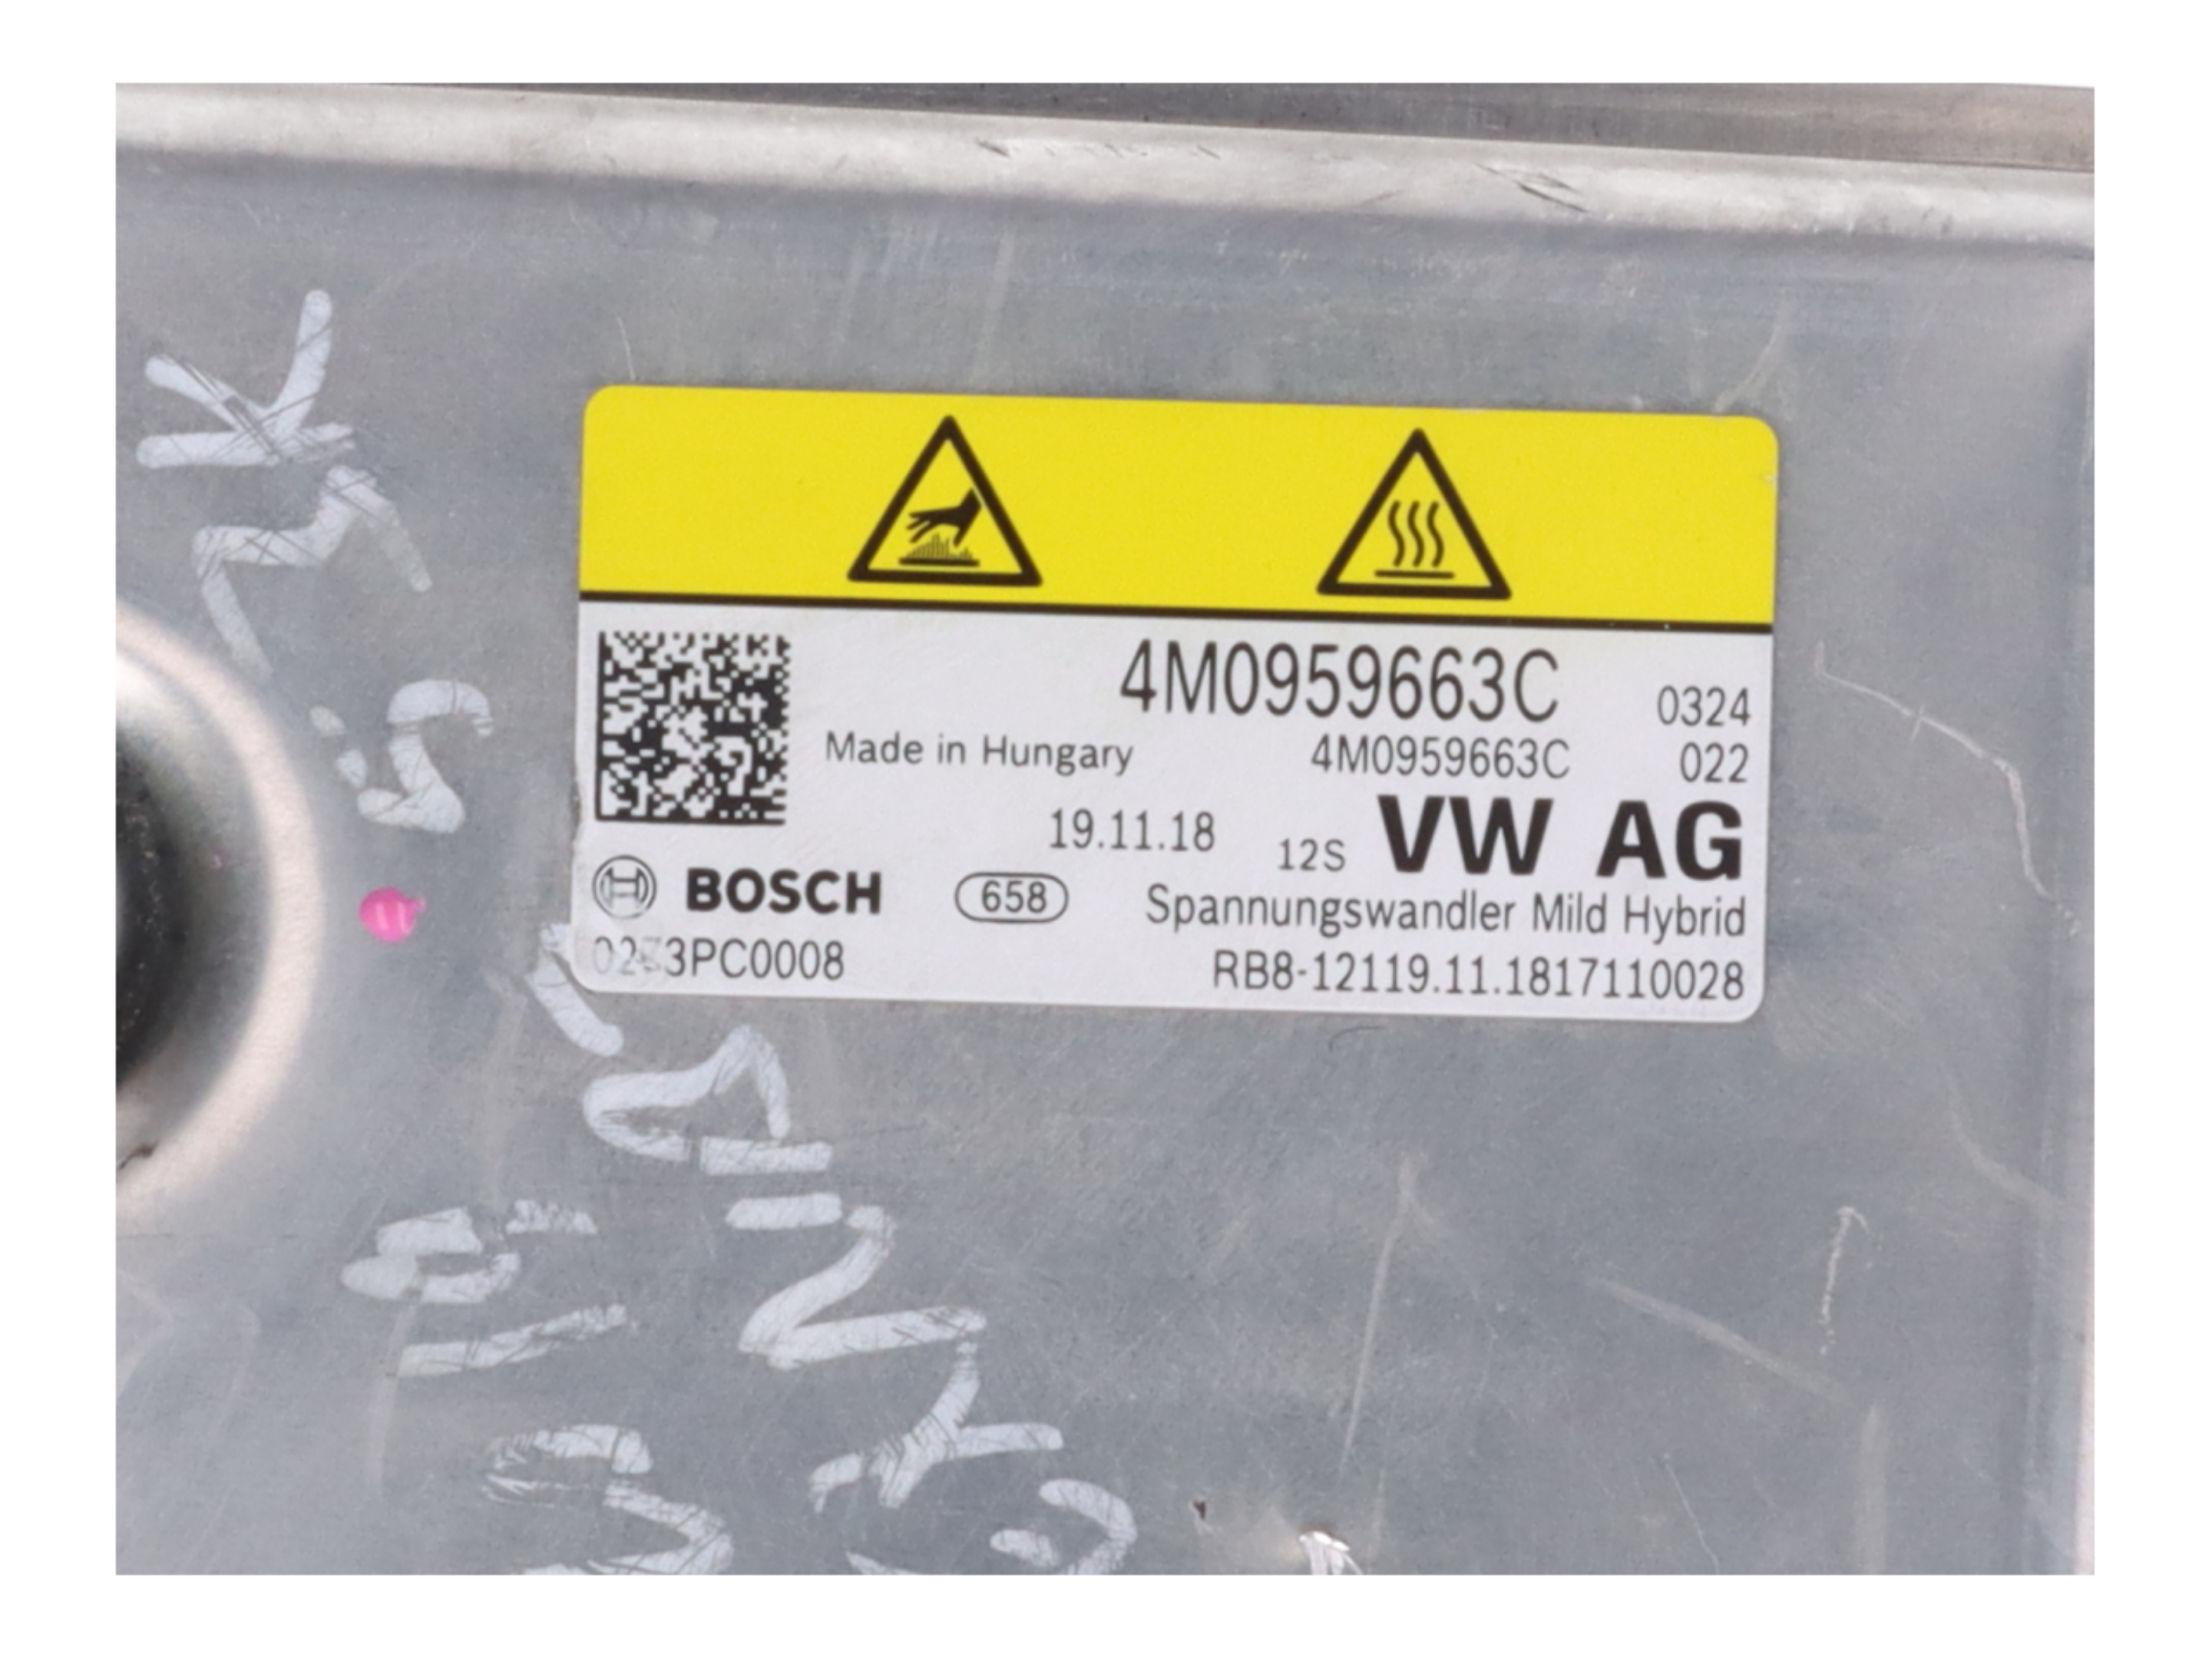 4M0959663C 0324
Made in Hungary 4M0959663C 022
19.11.18 12S VW AG
BOSCH 658 Spannungswandler Mild Hybrid
RB8-12119.11.1817110028